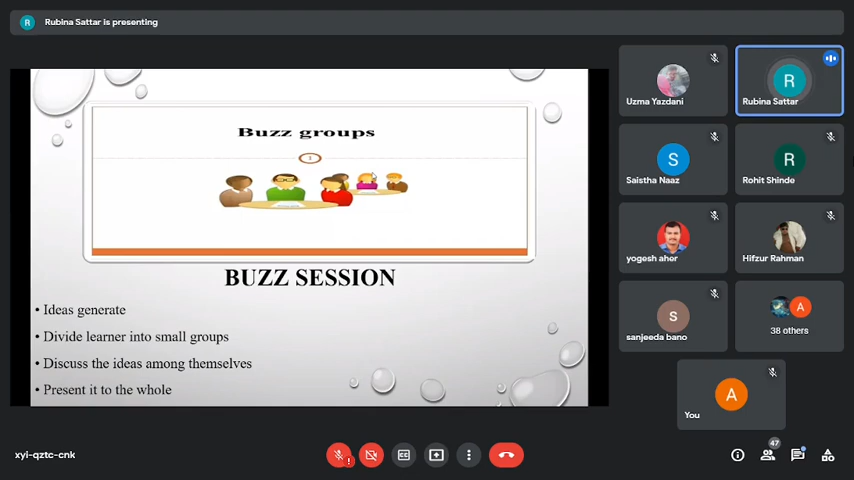 R
Rubina Sattar is presenting
Buzz groups
1
BUZZ SESSION
• Ideas generate
• Divide learner into small groups
• Discuss the ideas among themselves
• Present it to the whole
Uzma Yazdani
R
Rubina Sattar
S
Saistha Naaz
R
Rohit Shinde
yogesh aher
Hifzur Rahman
S
sanjeeda bano
A
38 others
A
You
xyi-qztc-cnk
!
CC
47